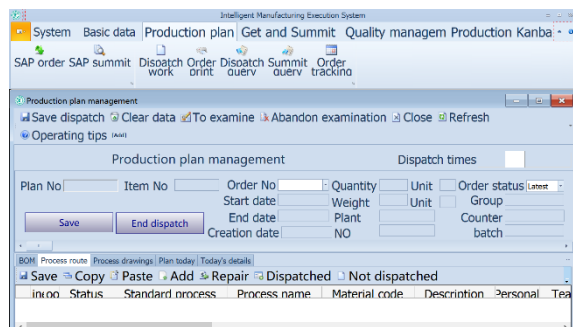 Intelligent Manufacturing Execution System
System Basic data Production plan Get and Summit Quality managem Production Kanba
SAP order SAP summit Dispatch work Order print Dispatch query Summit query Order tracking
Production plan management
Save dispatch Clear data To examine Abandon examination Close Refresh
Operating tips
Production plan management Dispatch times
Plan No Item No Order No Quantity Unit Order status Latest
Start date Weight Unit Group
Save End dispatch End date Plant Counter
Creation date NO batch
BOM Process route Process drawings Plan today Today's details
Save Copy Paste Add Repair Dispatched Not dispatched
Status Standard process Process name Material code Description Personal Tea